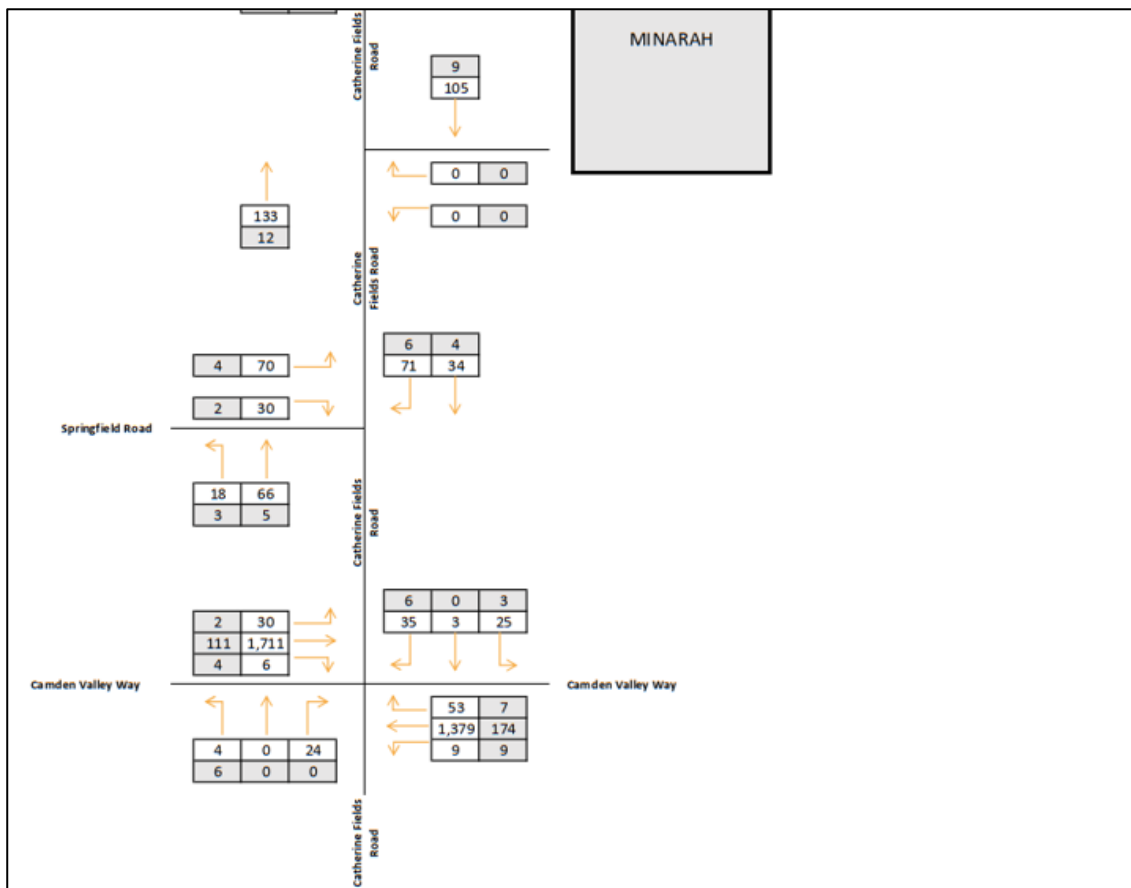 MINARAH
Catherine Fields
Road
9
105
0 0
0 0
133
12
Catherine
Fields Road
6 4
71 34
4 70
2 30
Springfield Road
18 66
3 5
Catherine Fields
Road
6 0 3
35 3 25
2 30
111 1,711
4 6
Camden Valley Way
Camden Valley Way
53 7
1,379 174
9 9
4 0 24
6 0 0
Catherine Fields
Road